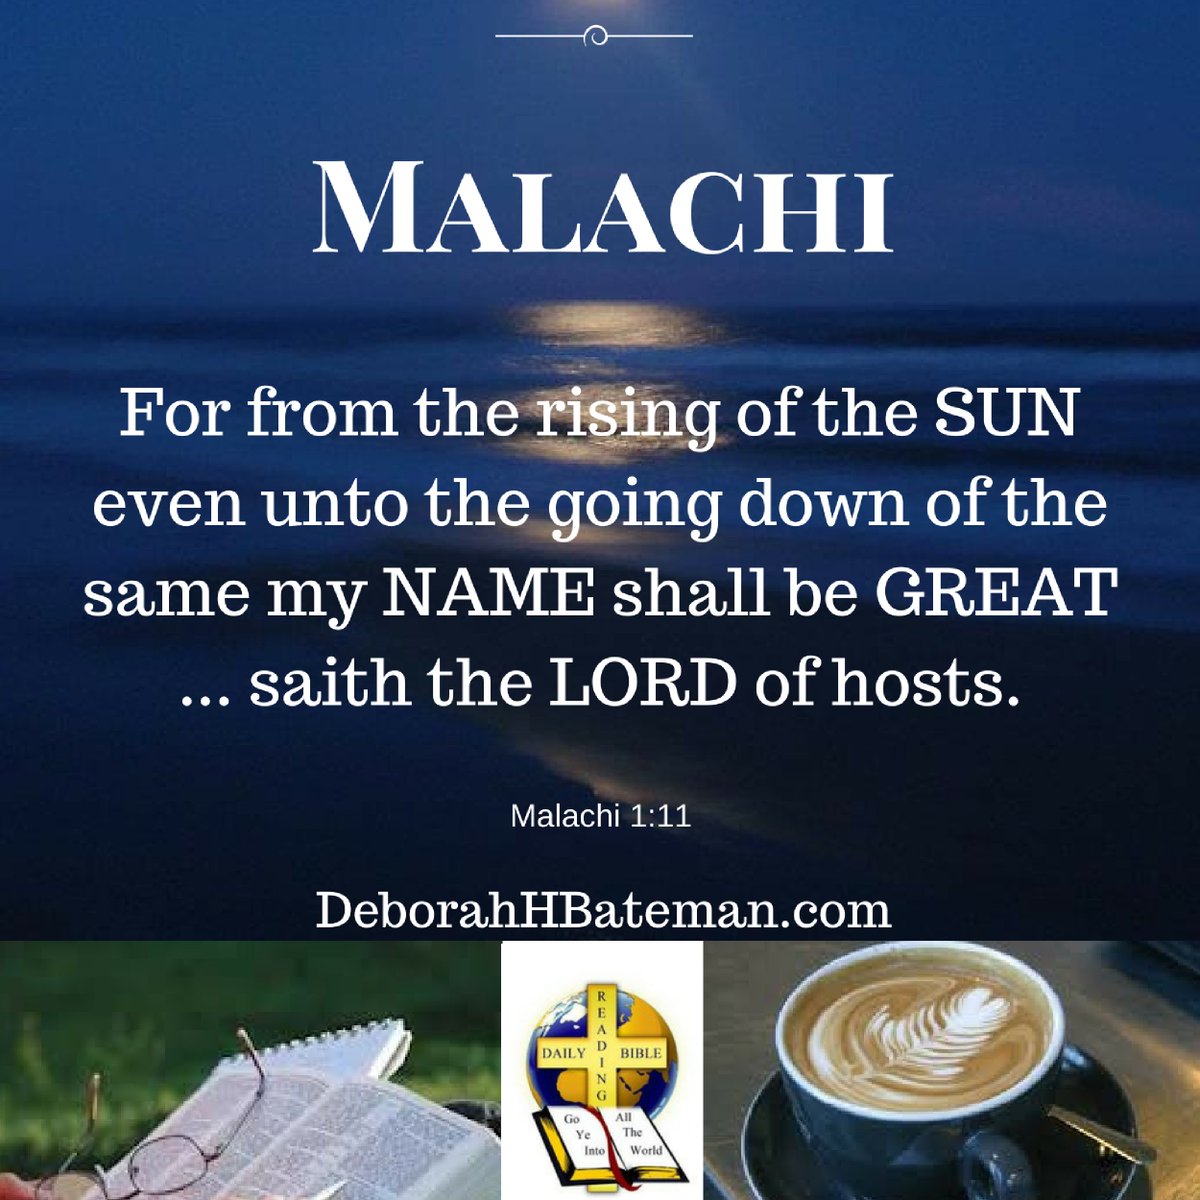 MALACHI
For from the rising of the SUN
even unto the going down of the
same my NAME shall be GREAT
... saith the LORD of hosts.
Malachi 1:11
DeborahHBateman.com
READING
DAILY BIBLE
Go
Ye
Into
All
The
World